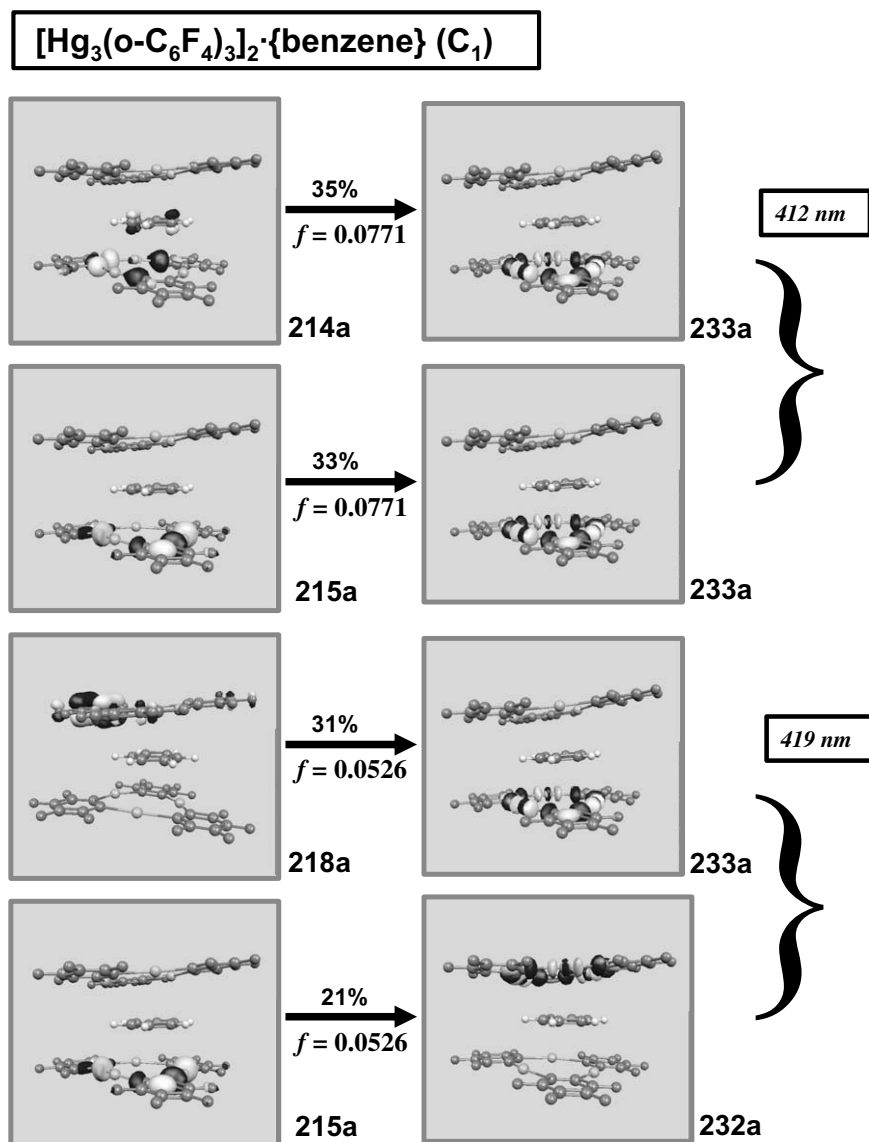 [Hg3(o-C6F4)3]2·{benzene} (C1)
35%
f = 0.0771
412 nm
214a
233a
33%
f = 0.0771
215a
233a
31%
f = 0.0526
419 nm
218a
233a
21%
f = 0.0526
215a
232a